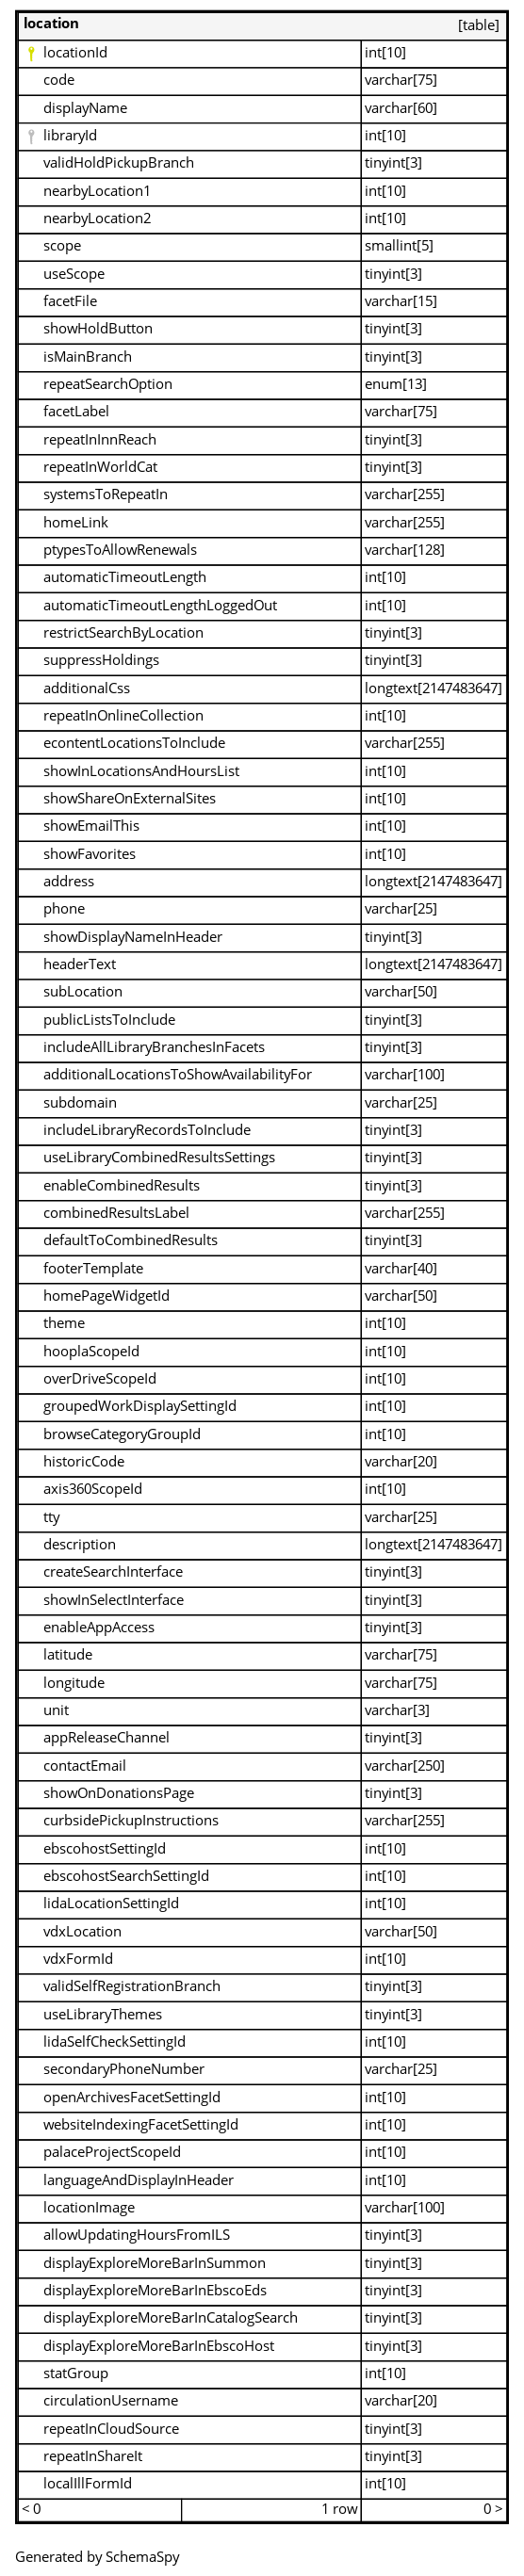 location [table]
locationId int[10]
code varchar[75]
displayName varchar[60]
libraryId int[10]
validHoldPickupBranch tinyint[3]
nearbyLocation1 int[10]
nearbyLocation2 int[10]
scope smallint[5]
useScope tinyint[3]
facetFile varchar[15]
showHoldButton tinyint[3]
isMainBranch tinyint[3]
repeatSearchOption enum[13]
facetLabel varchar[75]
repeatInInnReach tinyint[3]
repeatInWorldCat tinyint[3]
systemsToRepeatIn varchar[255]
homeLink varchar[255]
ptypesToAllowRenewals varchar[128]
automaticTimeoutLength int[10]
automaticTimeoutLengthLoggedOut int[10]
restrictSearchByLocation tinyint[3]
suppressHoldings tinyint[3]
additionalCss longtext[2147483647]
repeatInOnlineCollection int[10]
econtentLocationsToInclude varchar[255]
showInLocationsAndHoursList int[10]
showShareOnExternalSites int[10]
showEmailThis int[10]
showFavorites int[10]
address longtext[2147483647]
phone varchar[25]
showDisplayNameInHeader tinyint[3]
headerText longtext[2147483647]
subLocation varchar[50]
publicListsToInclude tinyint[3]
includeAllLibraryBranchesInFacets tinyint[3]
additionalLocationsToShowAvailabilityFor varchar[100]
subdomain varchar[25]
includeLibraryRecordsToInclude tinyint[3]
useLibraryCombinedResultsSettings tinyint[3]
enableCombinedResults tinyint[3]
combinedResultsLabel varchar[255]
defaultToCombinedResults tinyint[3]
footerTemplate varchar[40]
homePageWidgetId varchar[50]
theme int[10]
hooplaScopeId int[10]
overDriveScopeId int[10]
groupedWorkDisplaySettingId int[10]
browseCategoryGroupId int[10]
historicCode varchar[20]
axis360ScopeId int[10]
tty varchar[25]
description longtext[2147483647]
createSearchInterface tinyint[3]
showInSelectInterface tinyint[3]
enableAppAccess tinyint[3]
latitude varchar[75]
longitude varchar[75]
unit varchar[3]
appReleaseChannel tinyint[3]
contactEmail varchar[250]
showOnDonationsPage tinyint[3]
curbsidePickupInstructions varchar[255]
ebscohostSettingId int[10]
ebscohostSearchSettingId int[10]
lidaLocationSettingId int[10]
vdxLocation varchar[50]
vdxFormId int[10]
validSelfRegistrationBranch tinyint[3]
useLibraryThemes tinyint[3]
lidaSelfCheckSettingId int[10]
secondaryPhoneNumber varchar[25]
openArchivesFacetSettingId int[10]
websiteIndexingFacetSettingId int[10]
palaceProjectScopeId int[10]
languageAndDisplayInHeader int[10]
locationImage varchar[100]
allowUpdatingHoursFromILS tinyint[3]
displayExploreMoreBarInSummon tinyint[3]
displayExploreMoreBarInEbscoEds tinyint[3]
displayExploreMoreBarInCatalogSearch tinyint[3]
displayExploreMoreBarInEbscoHost tinyint[3]
statGroup int[10]
circulationUsername varchar[20]
repeatInCloudSource tinyint[3]
repeatInShareIt tinyint[3]
localIllFormId int[10]
< 0 1 row 0 >
Generated by SchemaSpy